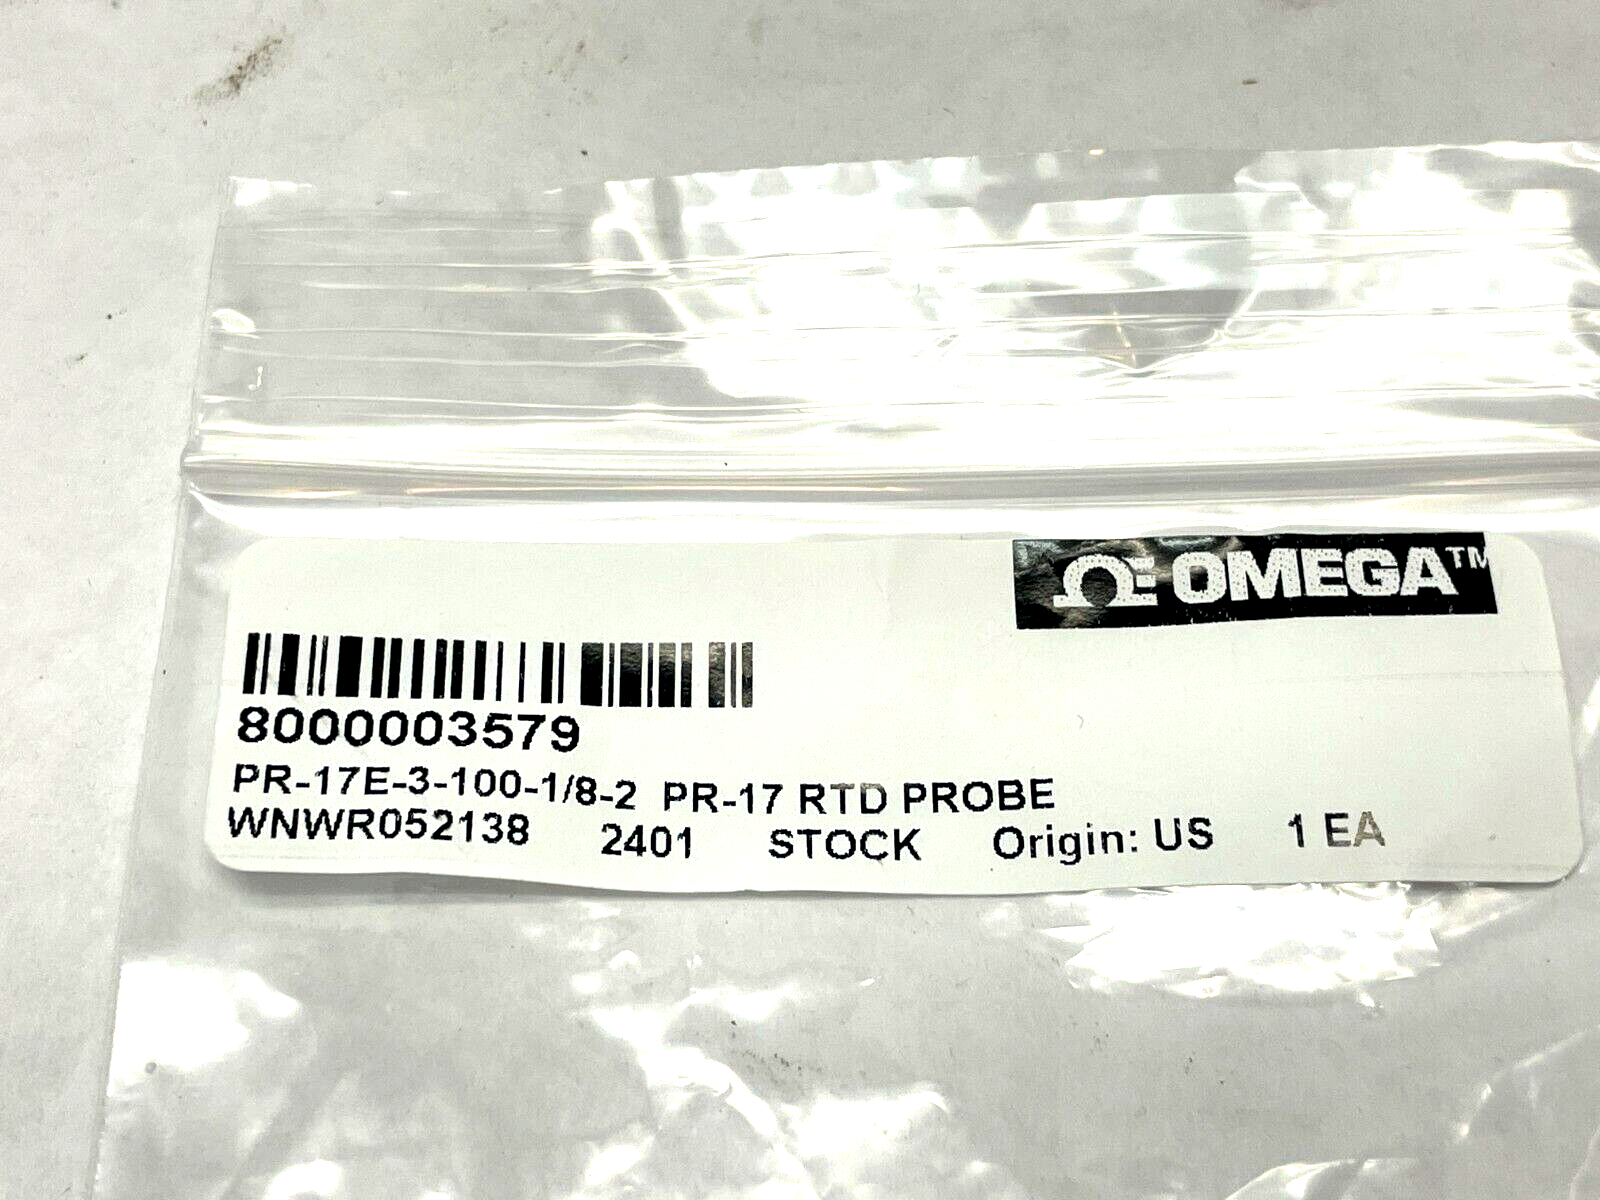 ΩE OMEGA™
8000003579
PR-17E-3-100-1/8-2 PR-17 RTD PROBE
WNWR052138 2401 STOCK Origin: US 1 EA